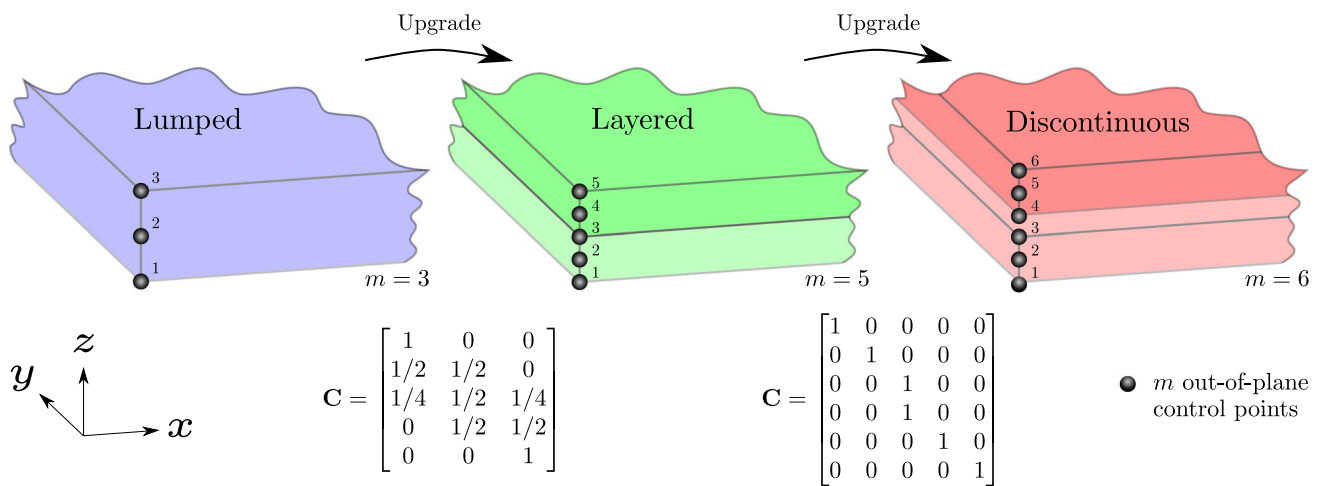 Upgrade
Upgrade
Lumped
Layered
Discontinuous
3
2
1
5
4
3
2
1
6
5
4
3
2
1
m = 3
m = 5
m = 6
z
y
x
C =
1 0 0
1/2 1/2 0
1/4 1/2 1/4
0 1/2 1/2
0 0 1
C =
1 0 0 0 0
0 1 0 0 0
0 0 1 0 0
0 0 1 0 0
0 0 0 1 0
0 0 0 0 1
m out-of-plane
control points